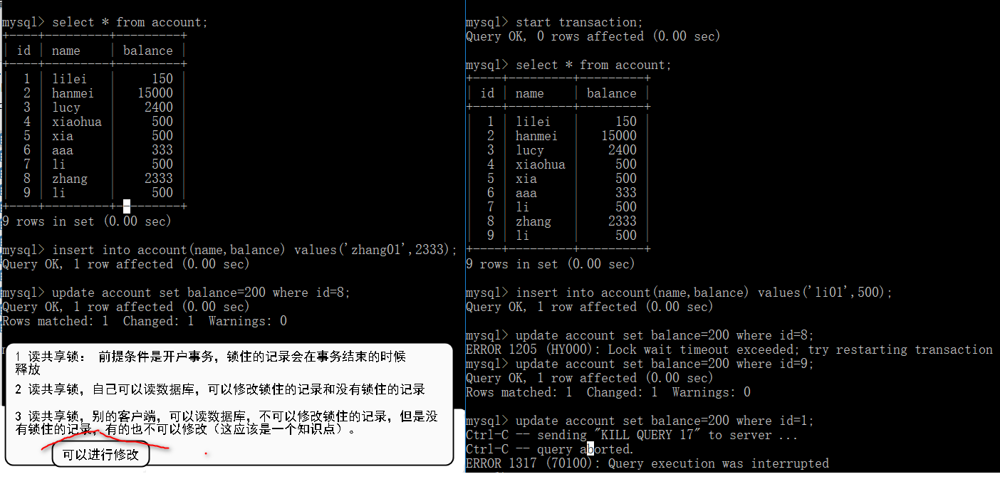 mysql> select * from account;
+----+---------+---------+
| id | name    | balance |
+----+---------+---------+
|  1 | lilei   |     150 |
|  2 | hanmei  |   15000 |
|  3 | lucy    |    2400 |
|  4 | xiaohua |     500 |
|  5 | xia     |     500 |
|  6 | aaa     |     333 |
|  7 | li      |     500 |
|  8 | zhang   |    2333 |
|  9 | li      |     500 |
+----+---------+---------+
9 rows in set (0.00 sec)
mysql> insert into account(name,balance) values('zhang01',2333);
Query OK, 1 row affected (0.00 sec)
mysql> update account set balance=200 where id=8;
Query OK, 1 row affected (0.00 sec)
Rows matched: 1  Changed: 1  Warnings: 0
1 读共享锁： 前提条件是开户事务，锁住的记录会在事务结束的时候
释放
2 读共享锁，自己可以读数据库，可以修改锁住的记录和没有锁住的记录
3 读共享锁，别的客户端，可以读数据库，不可以修改锁住的记录，但是没
有锁住的记录，有的也不可以修改（这应该是一个知识点）。
可以进行修改
mysql> start transaction;
Query OK, 0 rows affected (0.00 sec)
mysql> select * from account;
+----+---------+---------+
| id | name    | balance |
+----+---------+---------+
|  1 | lilei   |     150 |
|  2 | hanmei  |   15000 |
|  3 | lucy    |    2400 |
|  4 | xiaohua |     500 |
|  5 | xia     |     500 |
|  6 | aaa     |     333 |
|  7 | li      |     500 |
|  8 | zhang   |    2333 |
|  9 | li      |     500 |
+----+---------+---------+
9 rows in set (0.00 sec)
mysql> insert into account(name,balance) values('li01',500);
Query OK, 1 row affected (0.00 sec)
mysql> update account set balance=200 where id=8;
ERROR 1205 (HY000): Lock wait timeout exceeded; try restarting transaction
mysql> update account set balance=200 where id=9;
Query OK, 1 row affected (0.00 sec)
Rows matched: 1  Changed: 1  Warnings: 0
mysql> update account set balance=200 where id=1;
Ctrl-C -- sending "KILL QUERY 17" to server ...
Ctrl-C -- query aborted.
ERROR 1317 (70100): Query execution was interrupted